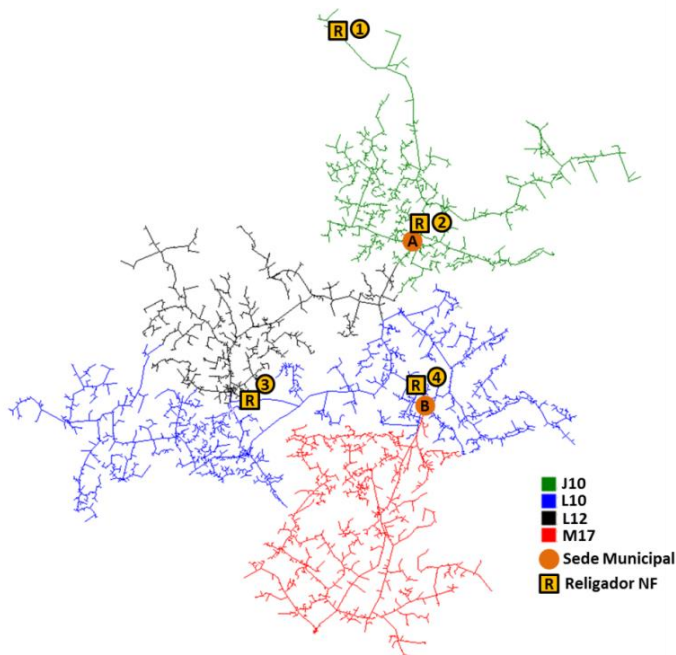 R 1
R 2
A
3
R
R 4
B
J10
L10
L12
M17
Sede Municipal
R Religador NF